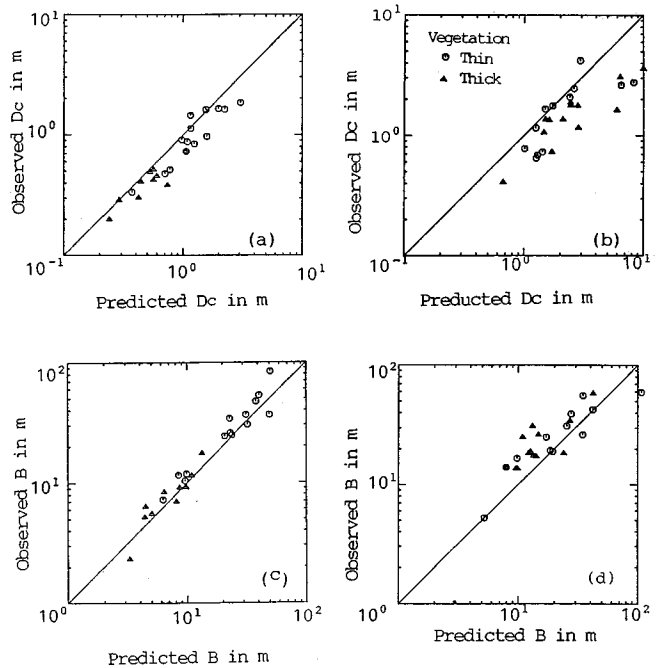 10¹
Observed Dc in m
10⁰
(a)
10⁻¹
10⁰
10¹
Predicted Dc in m
10¹
Vegetation
Thin
Thick
Observed Dc in m
10⁰
(b)
10⁻¹
10⁻¹
10⁰
10¹
Preducted Dc in m
10²
Observed B in m
10¹
(c)
10⁰
10¹
10²
Predicted B in m
10²
Observed B in m
10¹
(d)
10⁰
10¹
10²
Predicted B in m